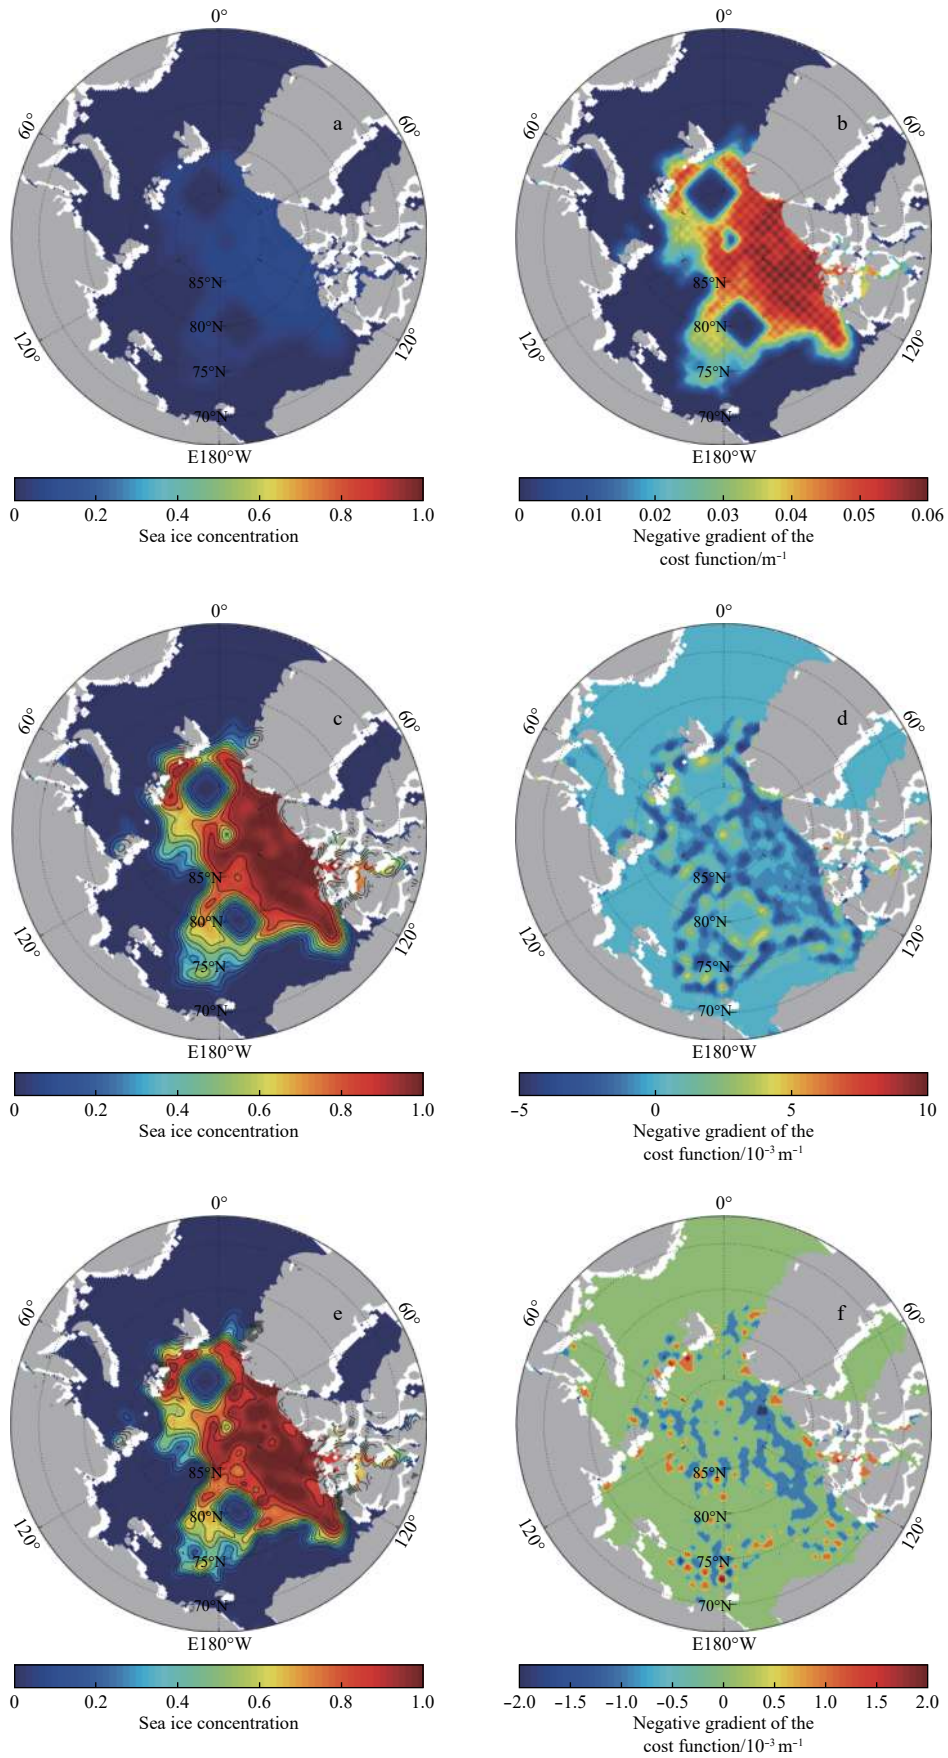 0° 0°
a b
60° 60° 60° 60°
85°N 85°N
80°N 80°N
120° 120° 120° 120°
75°N 75°N
70°N 70°N
E180°W E180°W
0 0.2 0.4 0.6 0.8 1.0 0 0.01 0.02 0.03 0.04 0.05 0.06
Sea ice concentration Negative gradient of the
cost function/m⁻¹
0° 0°
c d
60° 60° 60° 60°
85°N 85°N
80°N 80°N
120° 120° 120° 120°
75°N 75°N
70°N 70°N
E180°W E180°W
0 0.2 0.4 0.6 0.8 1.0 −5 0 5 10
Sea ice concentration Negative gradient of the
cost function/10⁻³ m⁻¹
0° 0°
e f
60° 60° 60° 60°
85°N 85°N
80°N 80°N
120° 120° 120° 120°
75°N 75°N
70°N 70°N
E180°W E180°W
0 0.2 0.4 0.6 0.8 1.0 −2.0 −1.5 −1.0 −0.5 0 0.5 1.0 1.5 2.0
Sea ice concentration Negative gradient of the
cost function/10⁻³ m⁻¹